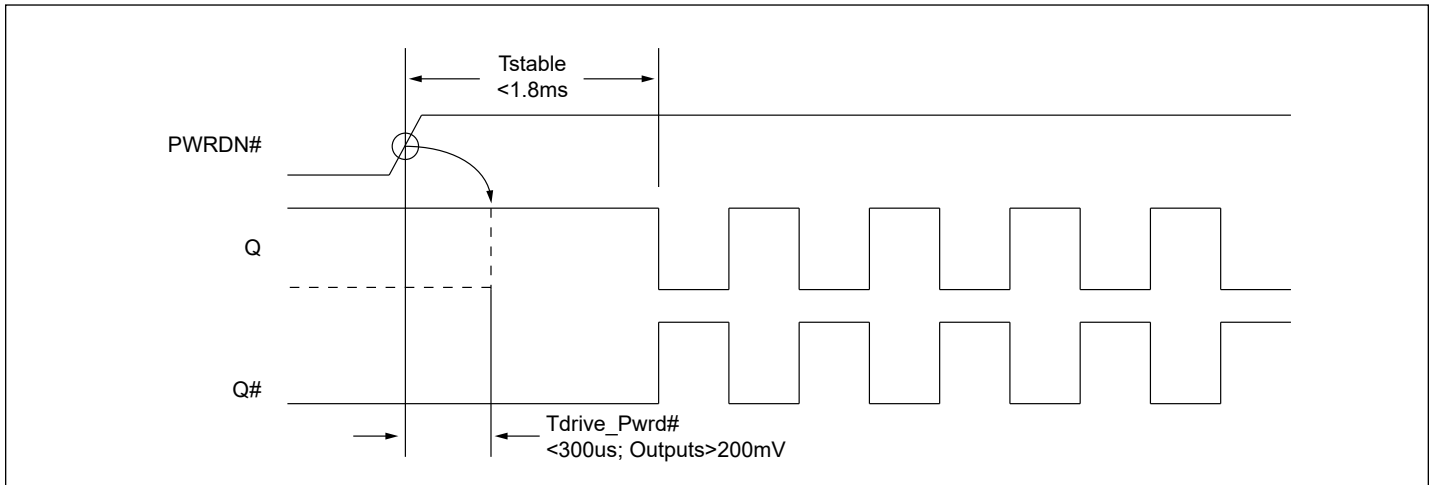 Tstable
<1.8ms
PWRDN#
Q
Q#
Tdrive_Pwrd#
<300us; Outputs>200mV